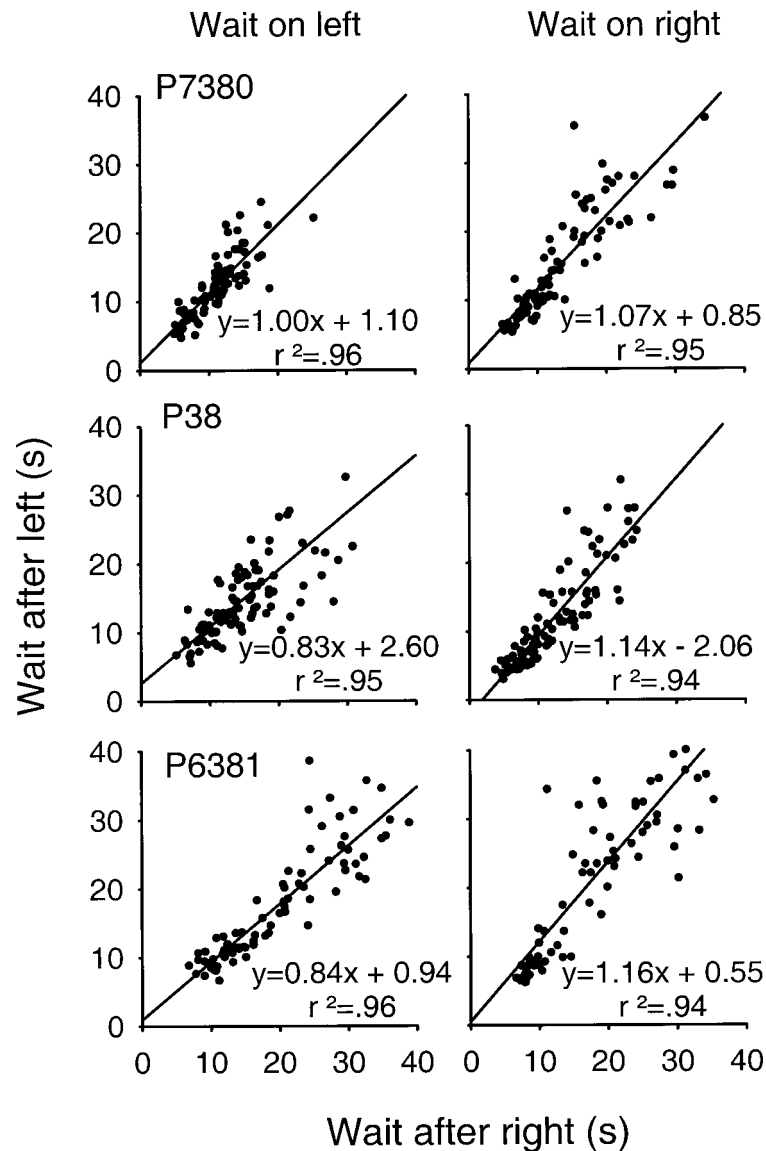 Wait on left
Wait on right
P7380
40
30
20
10
0
y=1.00x + 1.10
r ²=.96
y=1.07x + 0.85
r ²=.95
P38
40
30
20
10
0
y=0.83x + 2.60
r ²=.95
y=1.14x - 2.06
r ²=.94
Wait after left (s)
P6381
40
30
20
10
0
y=0.84x + 0.94
r ²=.96
y=1.16x + 0.55
r ²=.94
0 10 20 30 40
0 10 20 30 40
Wait after right (s)